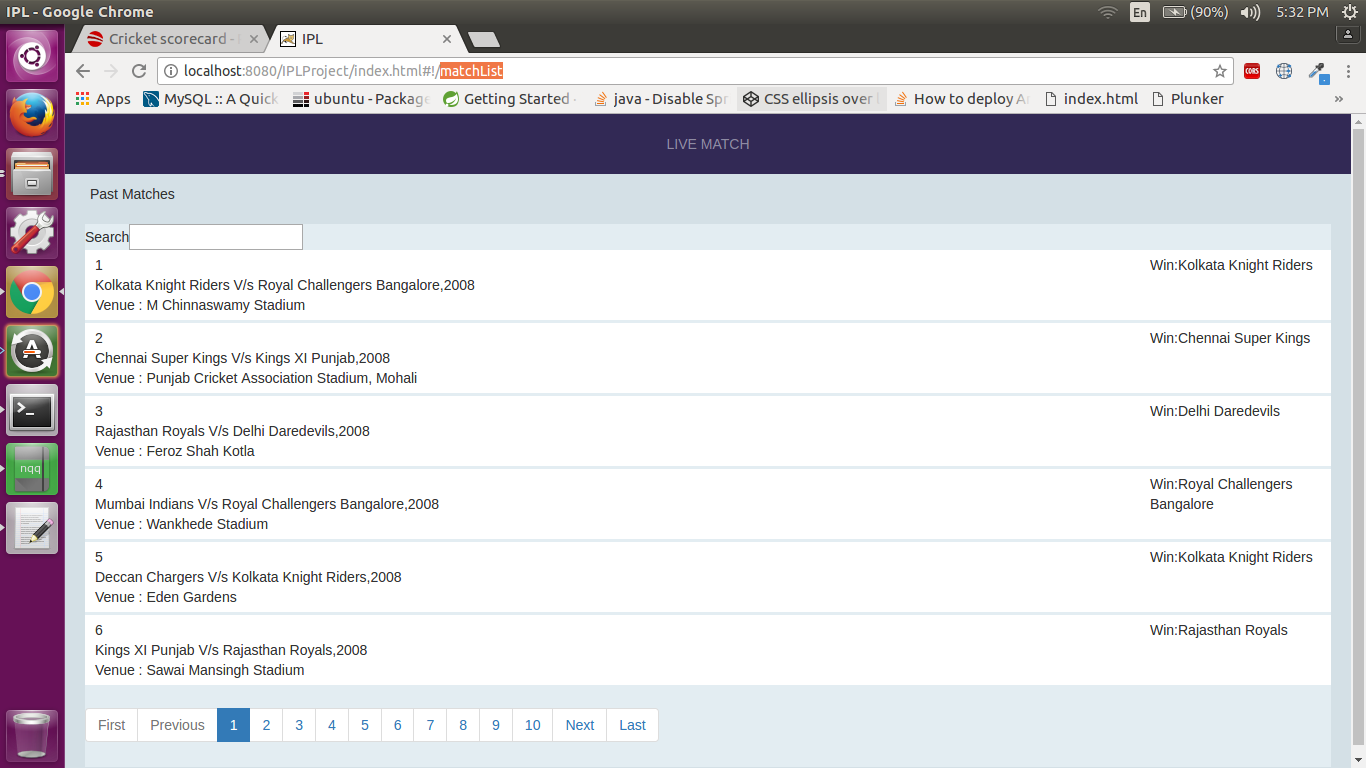 IPL - Google Chrome
En (90%) 5:32 PM
Cricket scorecard - IPL
localhost:8080/IPLProject/index.html#!/matchList
CORS
Apps MySQL :: A Quick ubuntu - Package Getting Started - java - Disable Spr CSS ellipsis over How to deploy index.html Plunker »
LIVE MATCH
Past Matches
Search
1 Win:Kolkata Knight Riders
Kolkata Knight Riders V/s Royal Challengers Bangalore,2008
Venue : M Chinnaswamy Stadium
2 Win:Chennai Super Kings
Chennai Super Kings V/s Kings XI Punjab,2008
Venue : Punjab Cricket Association Stadium, Mohali
3 Win:Delhi Daredevils
Rajasthan Royals V/s Delhi Daredevils,2008
Venue : Feroz Shah Kotla
4 Win:Royal Challengers
Mumbai Indians V/s Royal Challengers Bangalore,2008 Bangalore
Venue : Wankhede Stadium
5 Win:Kolkata Knight Riders
Deccan Chargers V/s Kolkata Knight Riders,2008
Venue : Eden Gardens
6 Win:Rajasthan Royals
Kings XI Punjab V/s Rajasthan Royals,2008
Venue : Sawai Mansingh Stadium
First Previous 1 2 3 4 5 6 7 8 9 10 Next Last
nqq